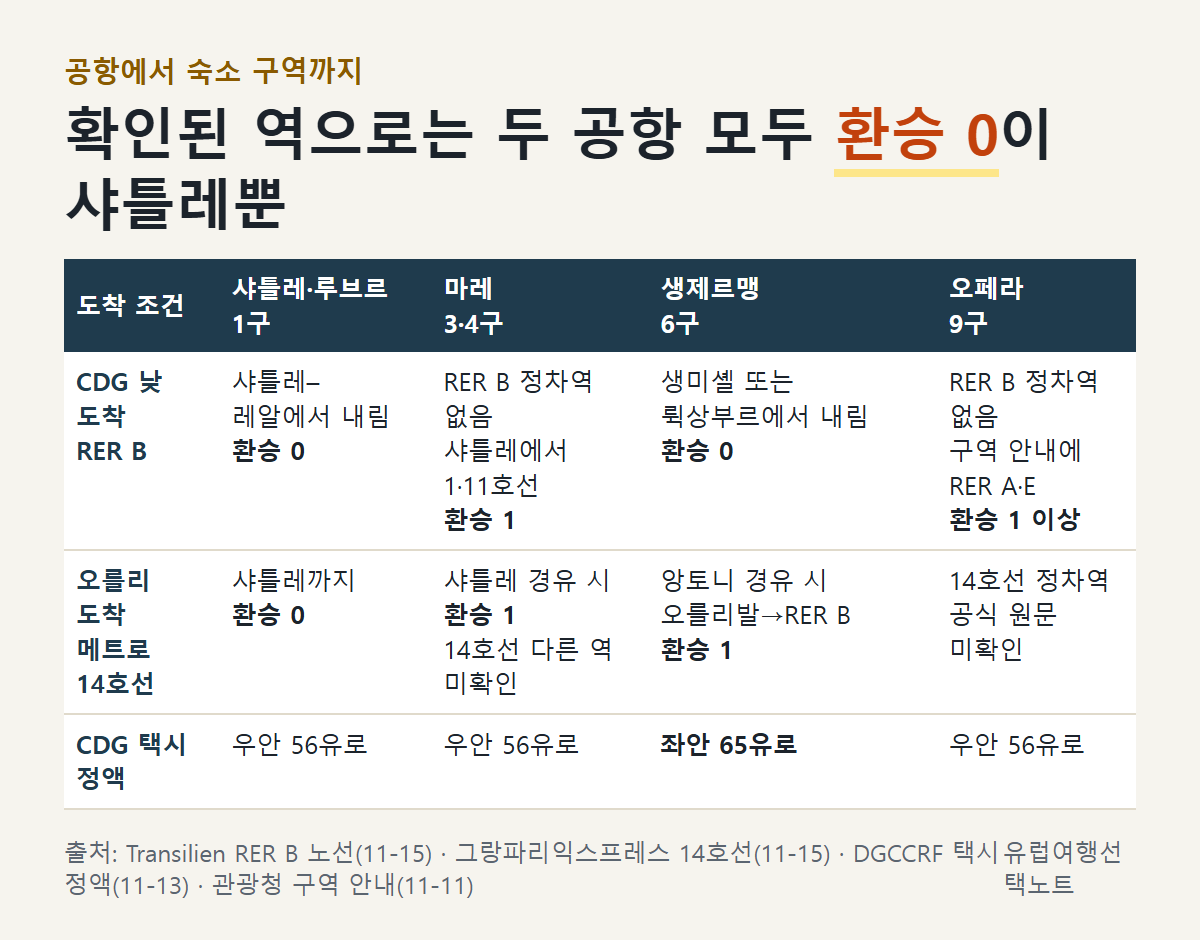 공항에서 숙소 구역까지
확인된 역으로는 두 공항 모두 환승 0이
샤틀레뿐
도착 조건
샤틀레·루브르
1구
마레
3·4구
생제르맹
6구
오페라
9구
CDG 낮
도착
RER B
샤틀레–
레알에서 내림
환승 0
RER B 정차역
없음
샤틀레에서
1·11호선
환승 1
생미셸 또는
뤽상부르에서 내림
환승 0
RER B 정차역
없음
구역 안내에
RER A·E
환승 1 이상
오를리
도착
메트로
14호선
샤틀레까지
환승 0
샤틀레 경유 시
환승 1
14호선 다른 역
미확인
앙토니 경유 시
오를리발→RER B
환승 1
14호선 정차역
공식 원문
미확인
CDG 택시
정액
우안 56유로
우안 56유로
좌안 65유로
우안 56유로
출처: Transilien RER B 노선(11-15) · 그랑파리익스프레스 14호선(11-15) · DGCCRF 택시
정액(11-13) · 관광청 구역 안내(11-11)
유럽여행선
택노트